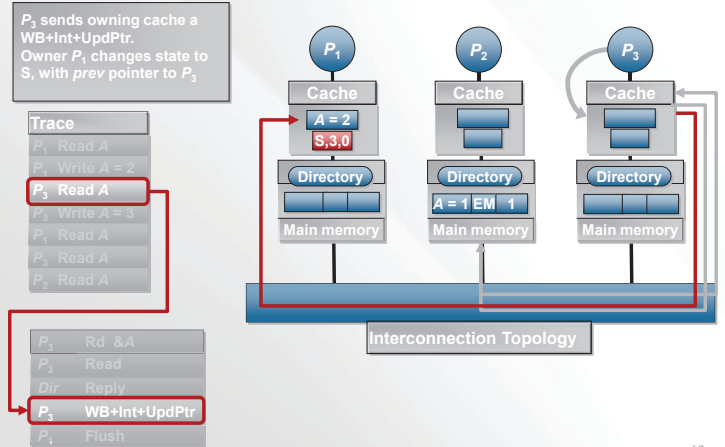 P3 sends owning cache a
WB+Int+UpdPtr.
Owner P1 changes state to
S, with prev pointer to P3
Trace
P1 Read A
P1 Write A = 2
P3 Read A
P3 Write A = 3
P1 Read A
P3 Read A
P2 Read A
P3 Rd &A
P3 Read
Dir Reply
P3 WB+Int+UpdPtr
P1 Flush
P1
P2
P3
Cache
Cache
Cache
A = 2
S,3,0
Directory
Directory
Directory
A = 1 EM 1
Main memory
Main memory
Main memory
Interconnection Topology